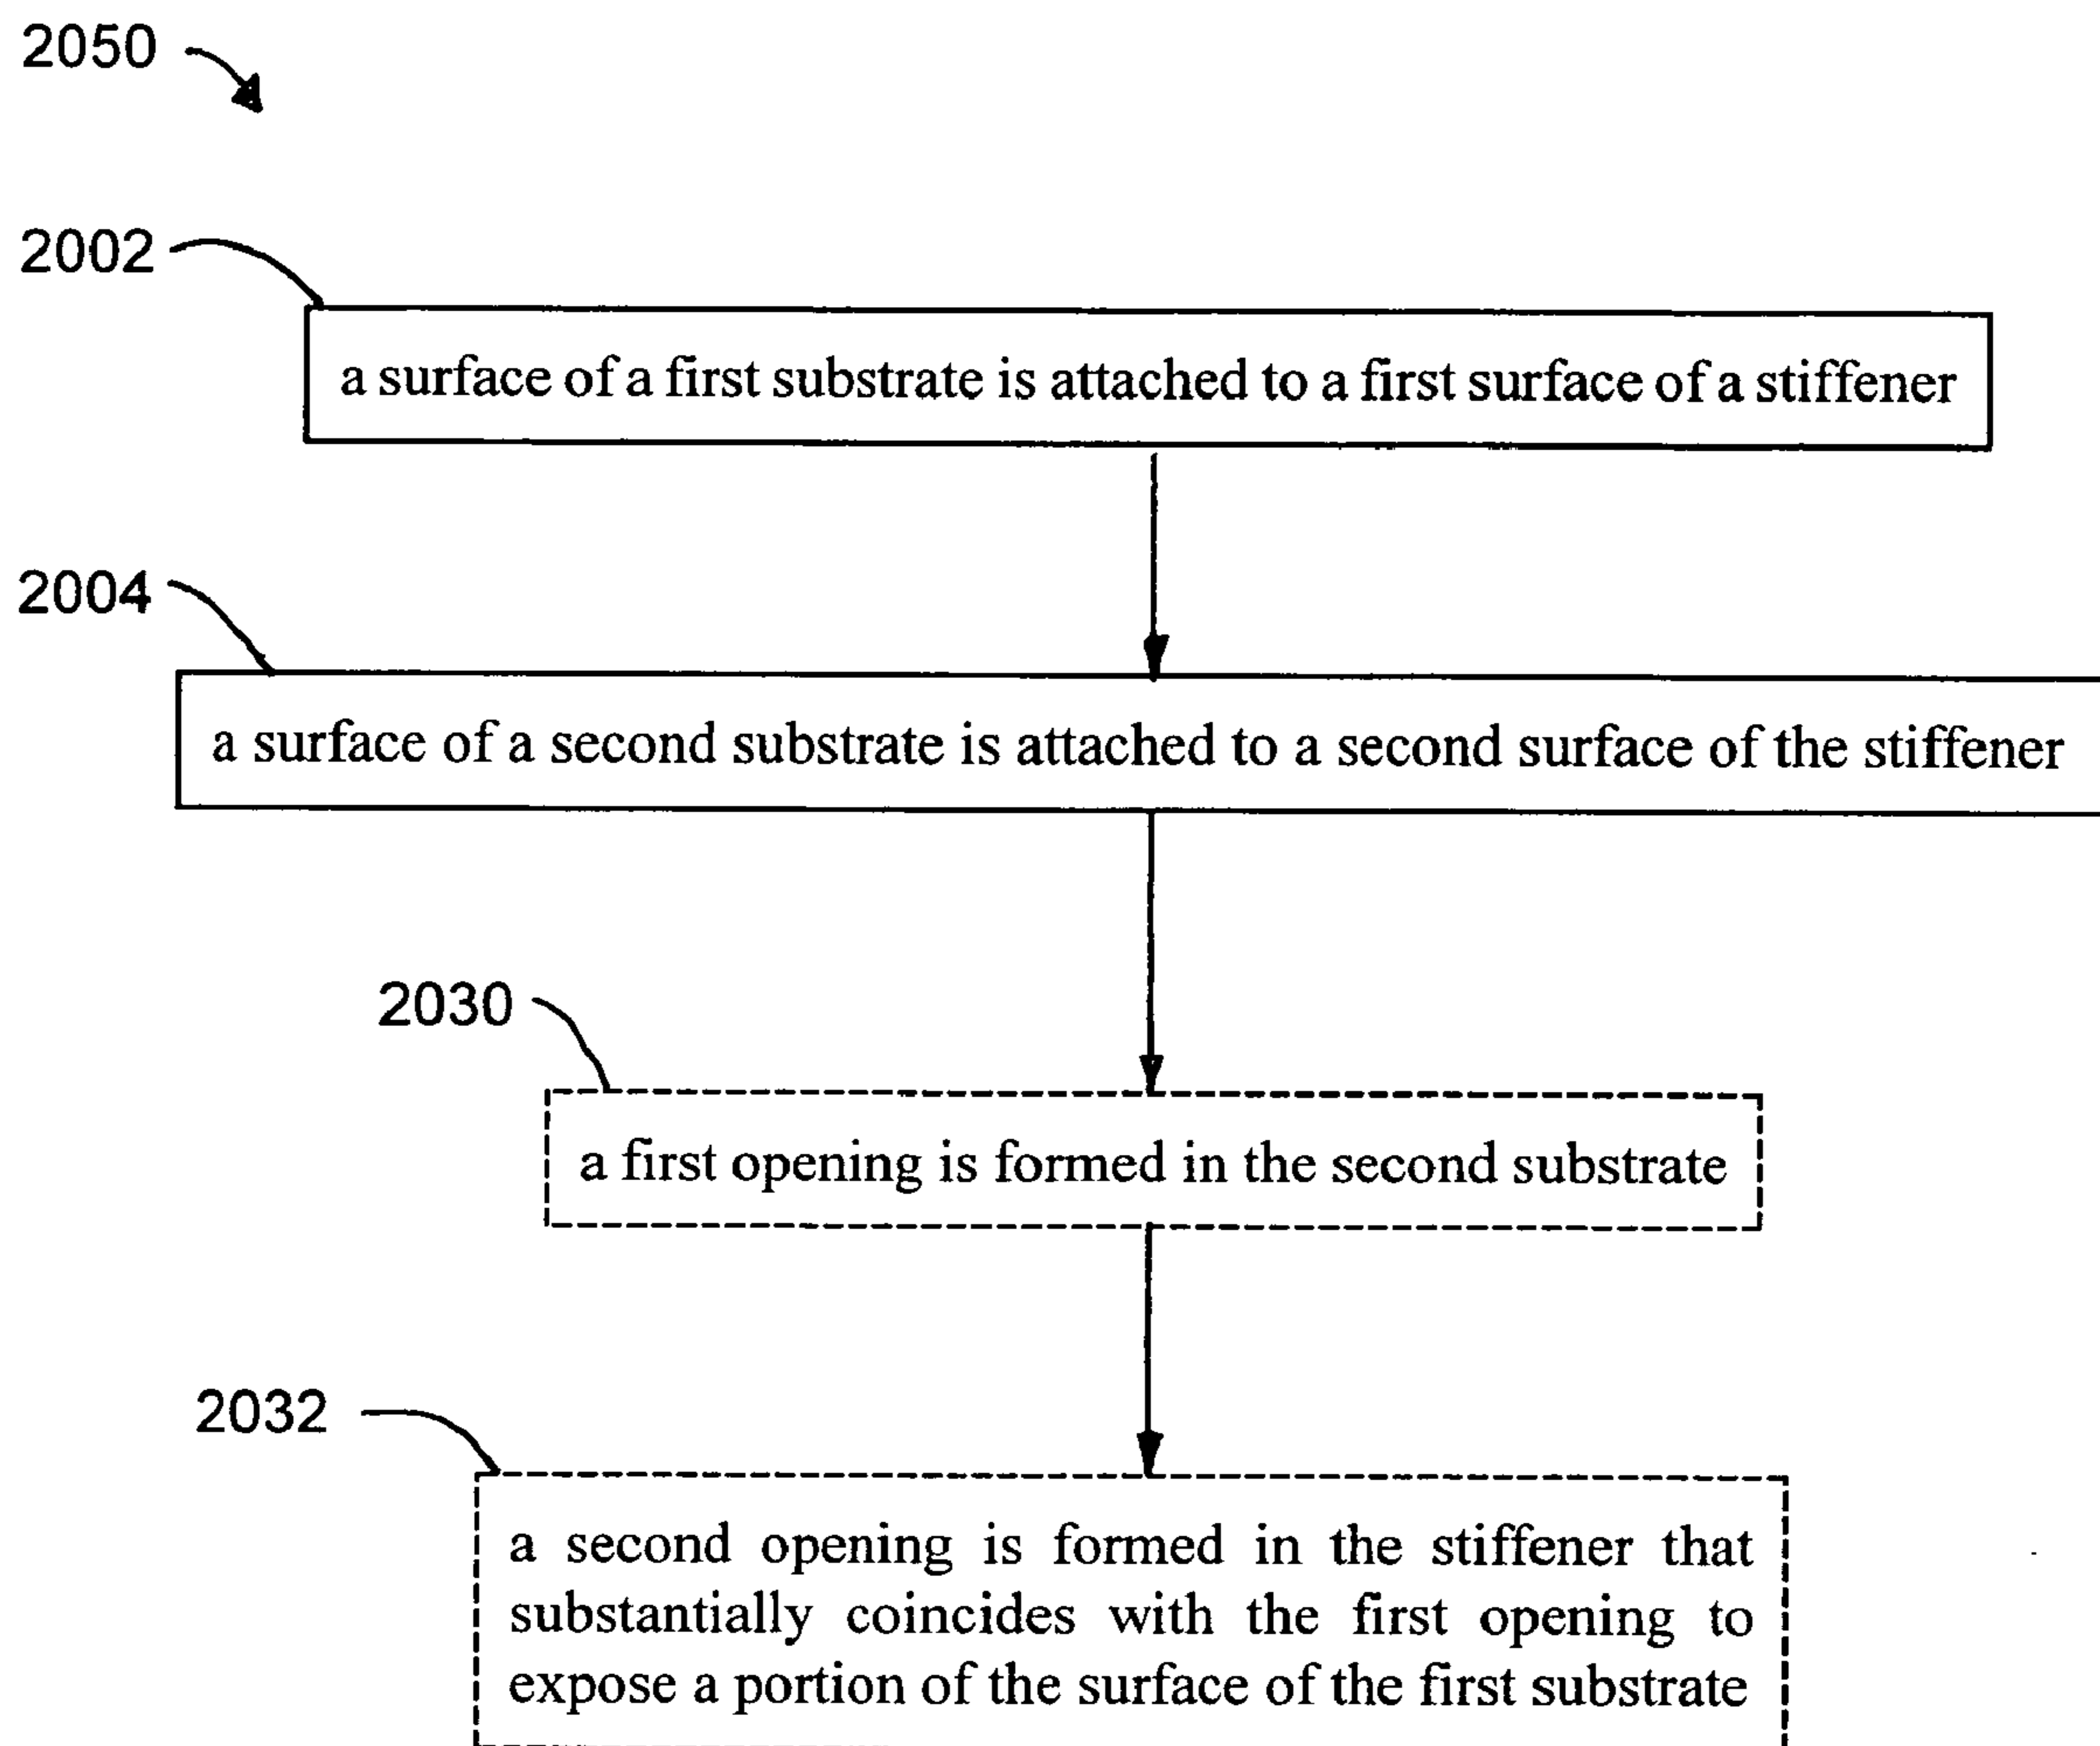 2050
2002
a surface of a first substrate is attached to a first surface of a stiffener
2004
a surface of a second substrate is attached to a second surface of the stiffener
2030
a first opening is formed in the second substrate
2032
a second opening is formed in the stiffener that
substantially coincides with the first opening to
expose a portion of the surface of the first substrate